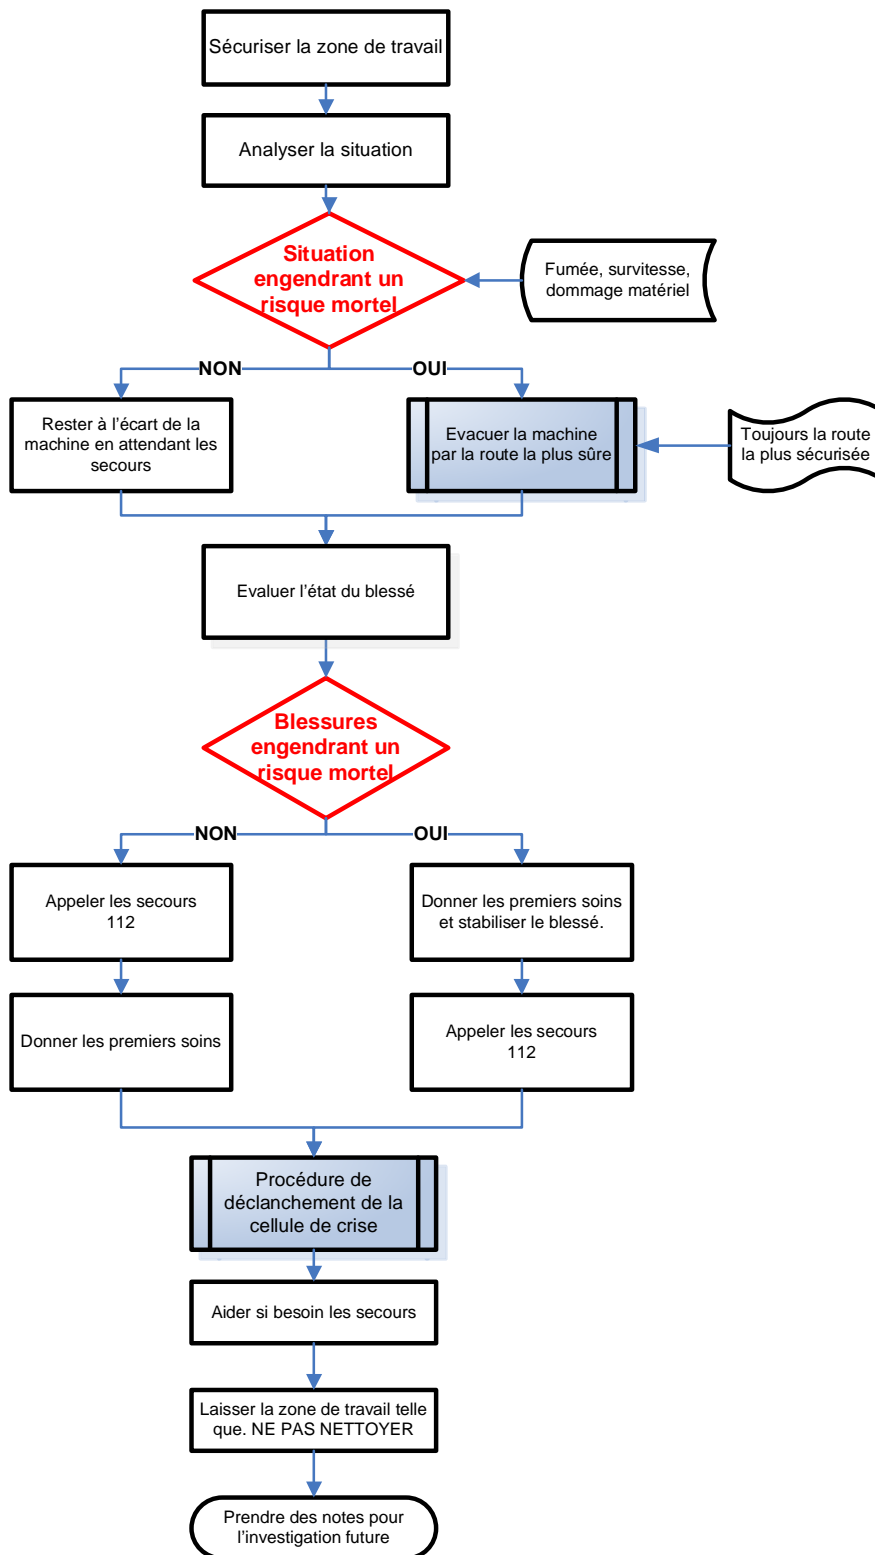 Sécuriser la zone de travail
Analyser la situation
Situation
engendrant un
risque mortel
Fumée, survitesse,
dommage matériel
NON
OUI
Rester à l'écart de la
machine en attendant les
secours
Evacuer la machine
par la route la plus sûre
Toujours la route
la plus sécurisée
Evaluer l'état du blessé
Blessures
engendrant un
risque mortel
NON
OUI
Appeler les secours
112
Donner les premiers soins
et stabiliser le blessé.
Donner les premiers soins
Appeler les secours
112
Procédure de
déclanchement de la
cellule de crise
Aider si besoin les secours
Laisser la zone de travail telle
que. NE PAS NETTOYER
Prendre des notes pour
l'investigation future